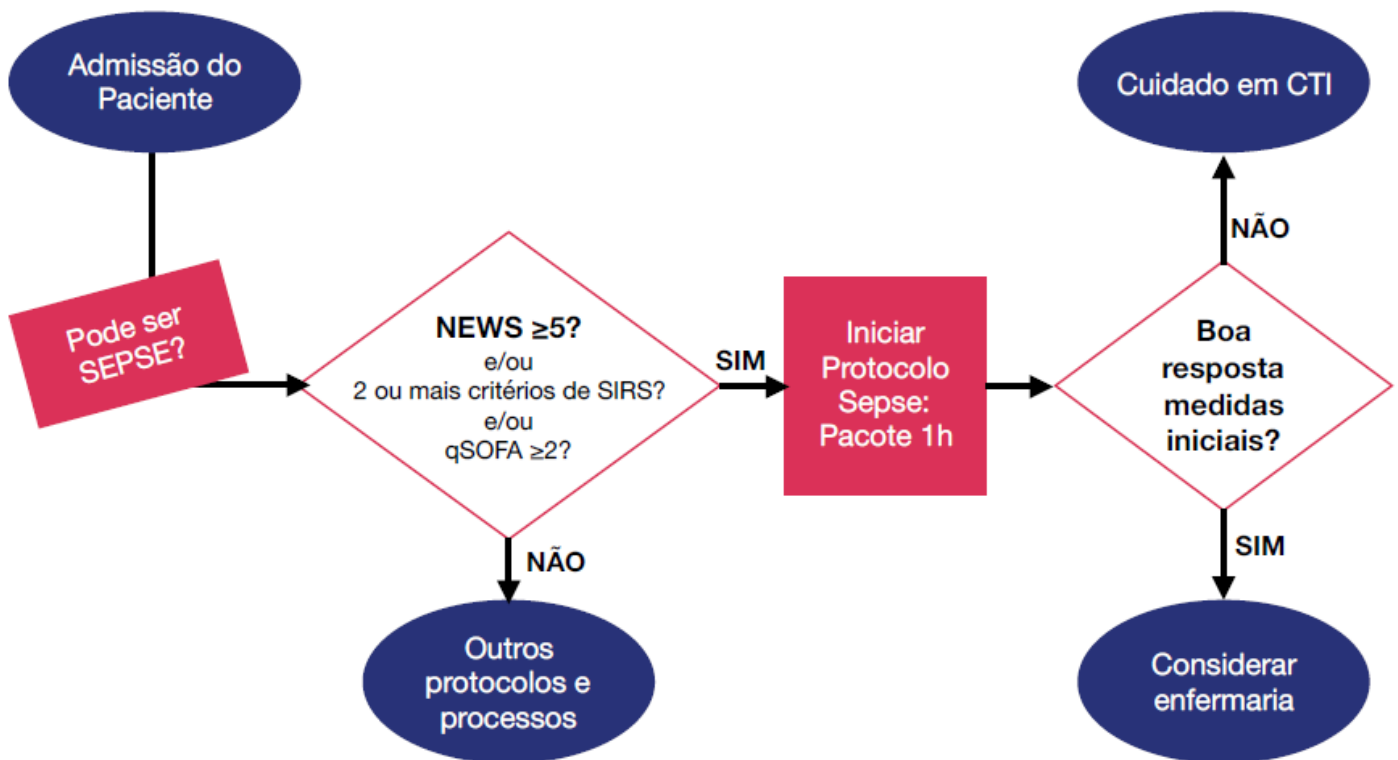 Admissão do
Paciente
Pode ser
SEPSE?
NEWS ≥5?
e/ou
2 ou mais critérios de SIRS?
e/ou
qSOFA ≥2?
SIM
NÃO
Outros
protocolos e
processos
Iniciar
Protocolo
Sepse:
Pacote 1h
Boa
resposta
medidas
iniciais?
NÃO
Cuidado em CTI
SIM
Considerar
enfermaria